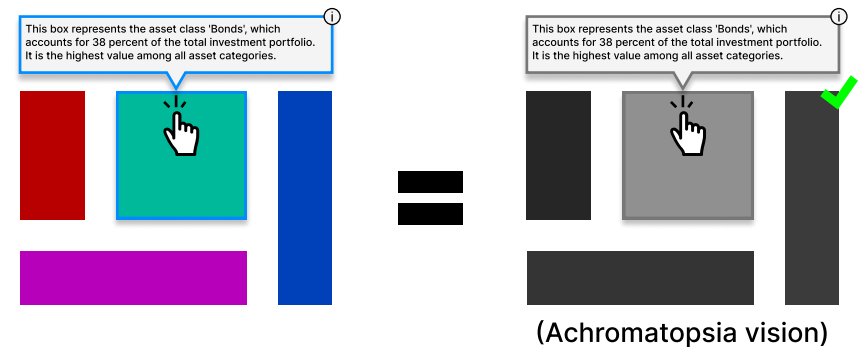 This box represents the asset class 'Bonds', which
accounts for 38 percent of the total investment portfolio.
It is the highest value among all asset categories.
i
This box represents the asset class 'Bonds', which
accounts for 38 percent of the total investment portfolio.
It is the highest value among all asset categories.
i
=
(Achromatopsia vision)